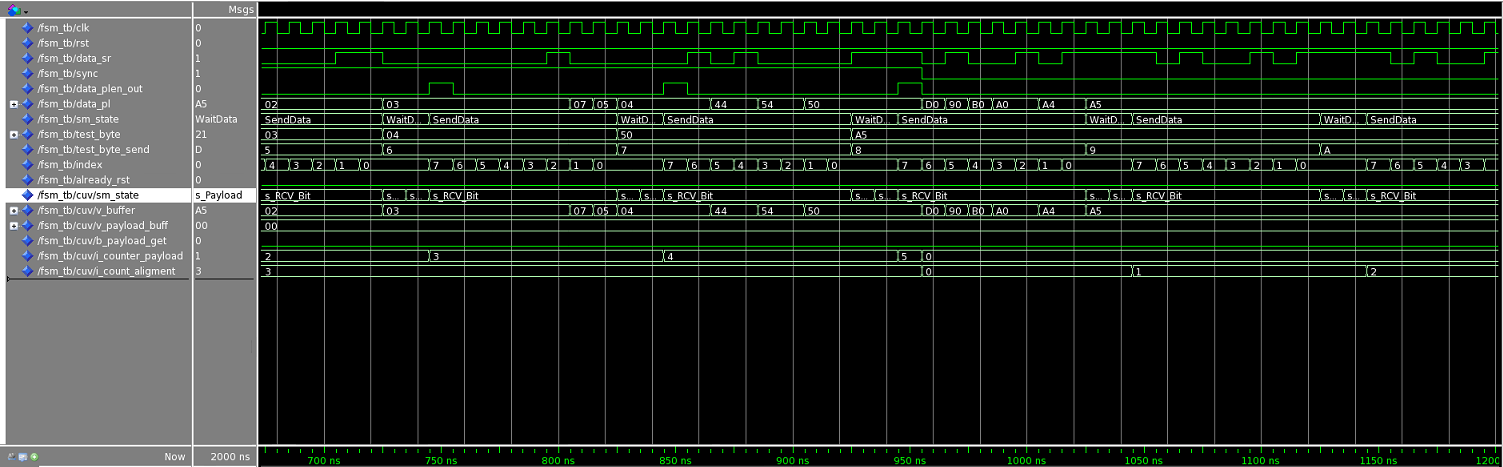 Msgs
/fsm_tb/clk 0
/fsm_tb/rst 0
/fsm_tb/data_sr 1
/fsm_tb/sync 1
/fsm_tb/data_plen_out 0
/fsm_tb/data_pl A5 02 03 07 05 04 44 54 50 D0 90 B0 A0 A4 A5
/fsm_tb/sm_state WaitData SendData WaitD... SendData WaitD... SendData WaitD... SendData WaitD... SendData WaitD... SendData
/fsm_tb/test_byte 21 03 04 50 A5
/fsm_tb/test_byte_send D 5 6 7 8 9 A
/fsm_tb/index 0 4 3 2 1 0 7 6 5 4 3 2 1 0 7 6 5 4 3 2 1 0 7 6 4 3 2 1 0 7 6 5 4 3 2 1 0 7 6 5 4 3
/fsm_tb/already_rst 0
/fsm_tb/cuv/sm_state s_Payload s_RCV_Bit s... s... s_RCV_Bit s... s... s_RCV_Bit s... s... s_RCV_Bit s... s... s_RCV_Bit s... s... s_RCV_Bit
/fsm_tb/cuv/v_buffer A5 02 03 07 05 04 44 54 50 D0 90 B0 A0 A4 A5
/fsm_tb/cuv/v_payload_buff 00 00
/fsm_tb/cuv/b_payload_get 0
/fsm_tb/cuv/i_counter_payload 1 2 3 4 5 0
/fsm_tb/cuv/i_count_aligment 3 3 0 1 2
Now 2000 ns 700 ns 750 ns 800 ns 850 ns 900 ns 950 ns 1000 ns 1050 ns 1100 ns 1150 ns 1200